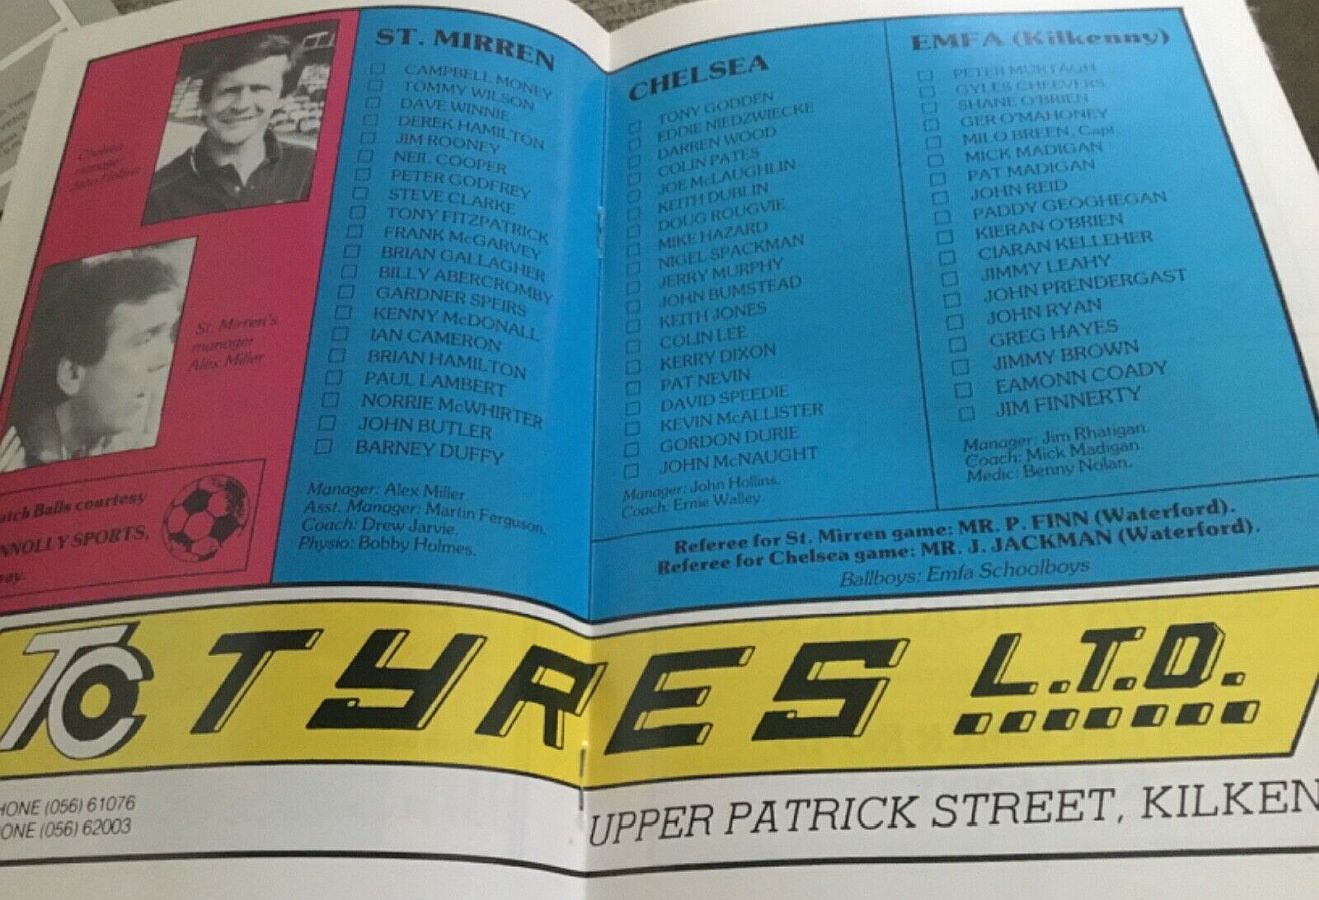 Chelsea
manager
John Hollins
St. Mirren's
manager
Alex Miller
atch Balls courtesy
NNOLLY SPORTS,
way.
ST. MIRREN
CAMPBELL MONEY
TOMMY WILSON
DAVE WINNIE
DEREK HAMILTON
JIM ROONEY
NEIL COOPER
PETER GODFREY
STEVE CLARKE
TONY FITZPATRICK
FRANK McGARVEY
BRIAN GALLAGHER
BILLY ABERCROMBY
GARDNER SPEIRS
KENNY McDONALL
IAN CAMERON
BRIAN HAMILTON
PAUL LAMBERT
NORRIE McWHIRTER
JOHN BUTLER
BARNEY DUFFY
Manager: Alex Miller.
Asst. Manager: Martin Ferguson.
Coach: Drew Jarvie.
Physio: Bobby Holmes.
CHELSEA
TONY GODDEN
EDDIE NIEDZWIECKE
DARREN WOOD
COLIN PATES
JOE McLAUGHLIN
KEITH DUBLIN
DOUG ROUGVIE
MIKE HAZARD
NIGEL SPACKMAN
JERRY MURPHY
JOHN BUMSTEAD
KEITH JONES
COLIN LEE
KERRY DIXON
PAT NEVIN
DAVID SPEEDIE
KEVIN McALLISTER
GORDON DURIE
JOHN McNAUGHT
Manager: John Hollins.
Coach: Ernie Walley.
EMFA (Kilkenny)
PETER MURTAGH
GYLES CHEEVERS
SHANE O'BRIEN
GER O'MAHONEY
MILO BREEN, Capt.
MICK MADIGAN
PAT MADIGAN
JOHN REID
PADDY GEOGHEGAN
KIERAN O'BRIEN
CIARAN KELLEHER
JIMMY LEAHY
JOHN PRENDERGAST
JOHN RYAN
GREG HAYES
JIMMY BROWN
EAMONN COADY
JIM FINNERTY
Manager: Jim Rhatigan.
Coach: Mick Madigan.
Medic: Benny Nolan.
Referee for St. Mirren game: MR. P. FINN (Waterford).
Referee for Chelsea game: MR. J. JACKMAN (Waterford).
Ballboys: Emfa Schoolboys
TC TYRES L.T.D.
HONE (056) 61076
ONE (056) 62003
UPPER PATRICK STREET, KILKEN